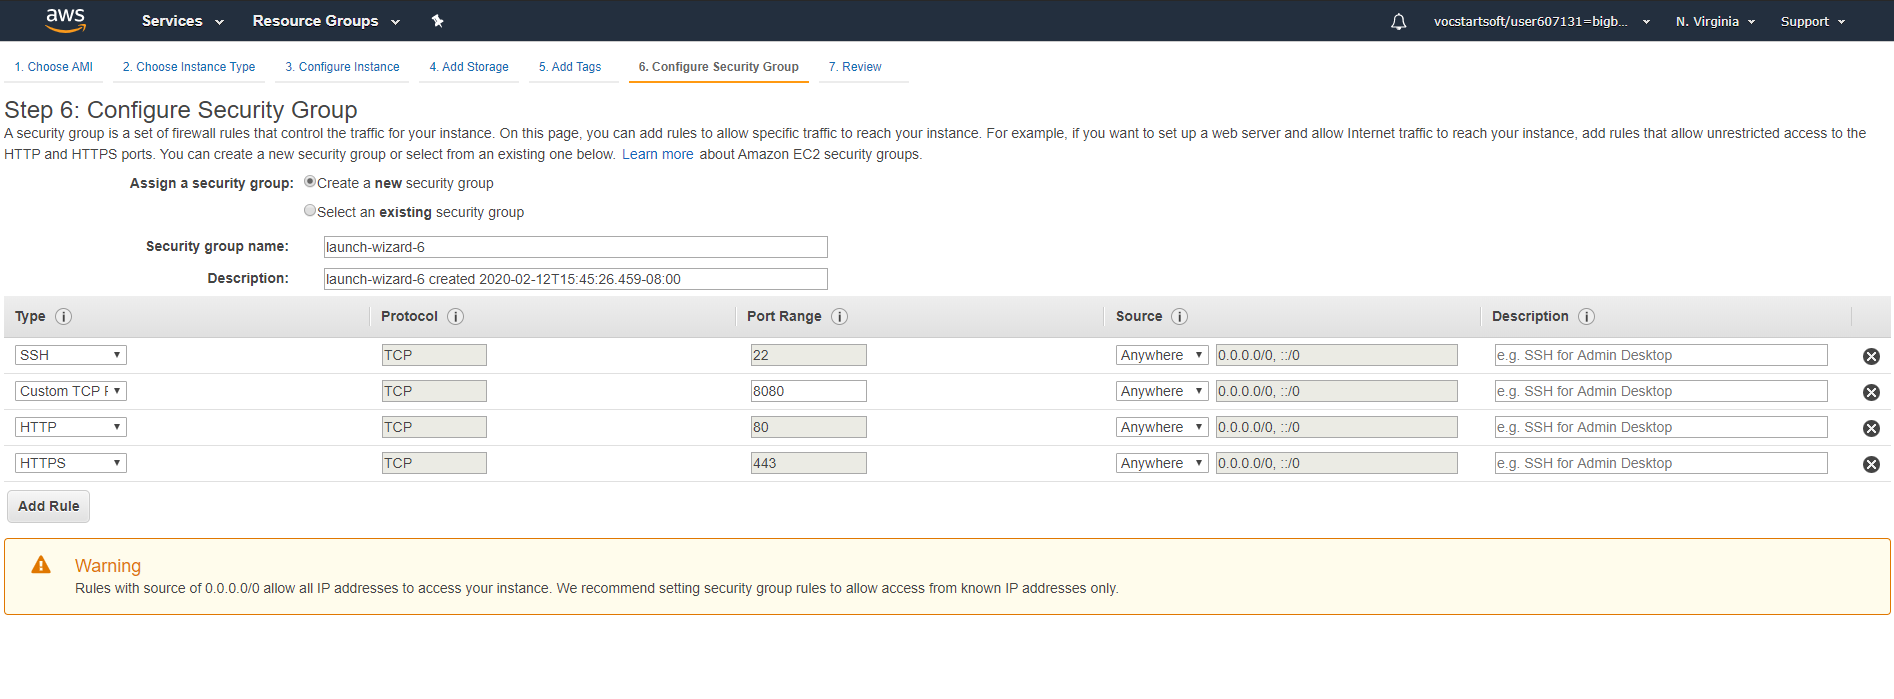 aws Services Resource Groups vocstartsoft/user607131=bigb... N. Virginia Support
1. Choose AMI 2. Choose Instance Type 3. Configure Instance 4. Add Storage 5. Add Tags 6. Configure Security Group 7. Review
Step 6: Configure Security Group
A security group is a set of firewall rules that control the traffic for your instance. On this page, you can add rules to allow specific traffic to reach your instance. For example, if you want to set up a web server and allow Internet traffic to reach your instance, add rules that allow unrestricted access to the
HTTP and HTTPS ports. You can create a new security group or select from an existing one below. Learn more about Amazon EC2 security groups.
Assign a security group: Create a new security group
Select an existing security group
Security group name: launch-wizard-6
Description: launch-wizard-6 created 2020-02-12T15:45:26.459-08:00
Type i Protocol i Port Range i Source i Description i
SSH TCP 22 Anywhere 0.0.0.0/0, ::/0 e.g. SSH for Admin Desktop
Custom TCP F TCP 8080 Anywhere 0.0.0.0/0, ::/0 e.g. SSH for Admin Desktop
HTTP TCP 80 Anywhere 0.0.0.0/0, ::/0 e.g. SSH for Admin Desktop
HTTPS TCP 443 Anywhere 0.0.0.0/0, ::/0 e.g. SSH for Admin Desktop
Add Rule
Warning
Rules with source of 0.0.0.0/0 allow all IP addresses to access your instance. We recommend setting security group rules to allow access from known IP addresses only.